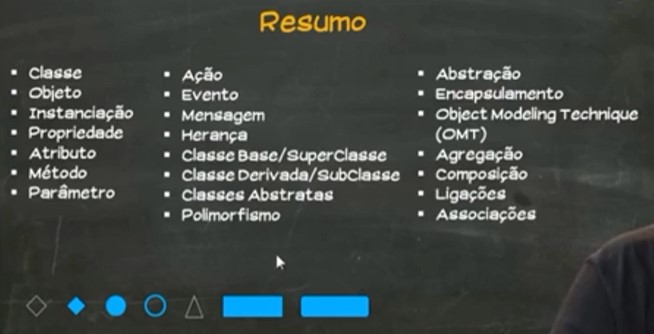 Resumo
Classe
Objeto
Instanciação
Propriedade
Atributo
Método
Parâmetro
Ação
Evento
Mensagem
Herança
Classe Base/SuperClasse
Classe Derivada/SubClasse
Classes Abstratas
Polimorfismo
Abstração
Encapsulamento
Object Modeling Technique
(OMT)
Agregação
Composição
Ligações
Associações